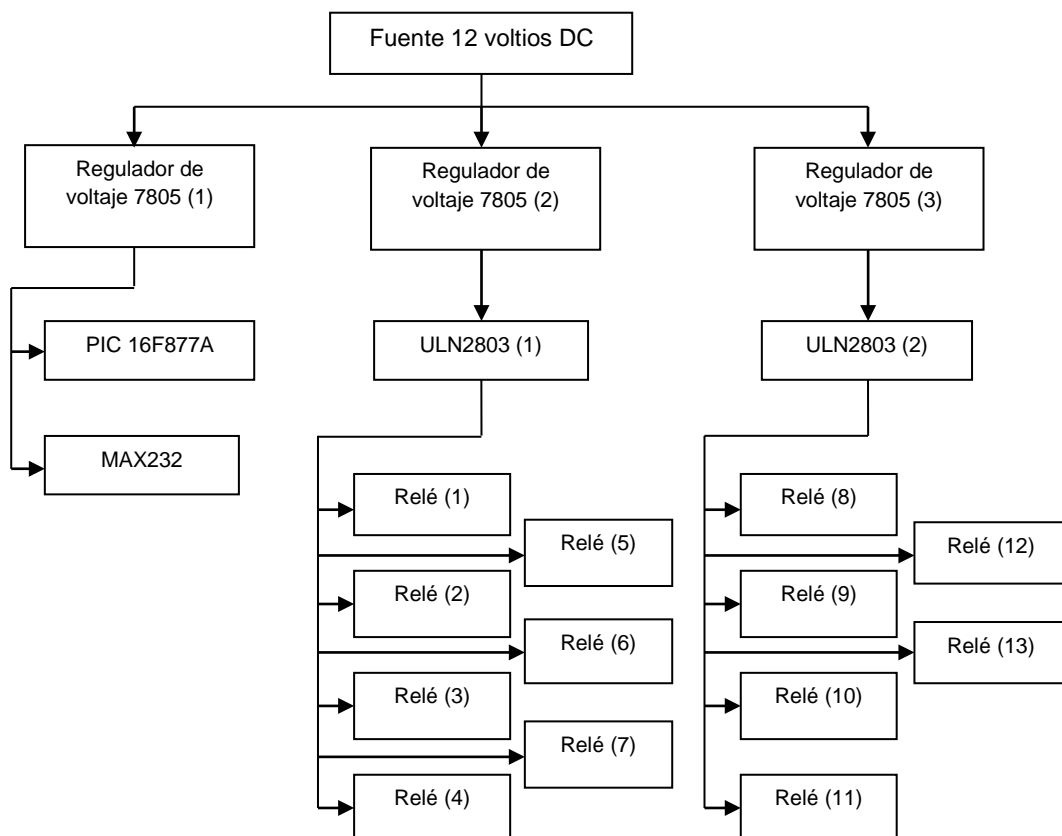 Fuente 12 voltios DC
Regulador de
voltaje 7805 (1)
Regulador de
voltaje 7805 (2)
Regulador de
voltaje 7805 (3)
PIC 16F877A
MAX232
ULN2803 (1)
ULN2803 (2)
Relé (1)
Relé (5)
Relé (2)
Relé (6)
Relé (3)
Relé (7)
Relé (4)
Relé (8)
Relé (12)
Relé (9)
Relé (13)
Relé (10)
Relé (11)